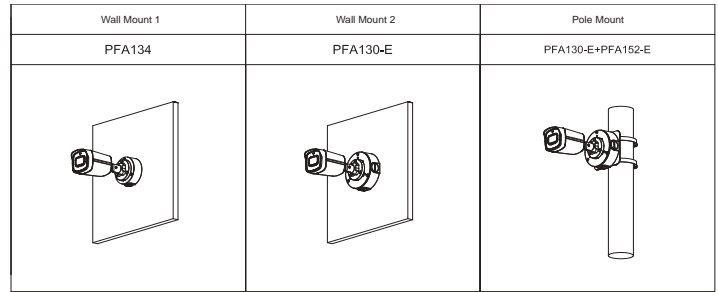 Wall Mount 1
Wall Mount 2
Pole Mount
PFA134
PFA130-E
PFA130-E+PFA152-E